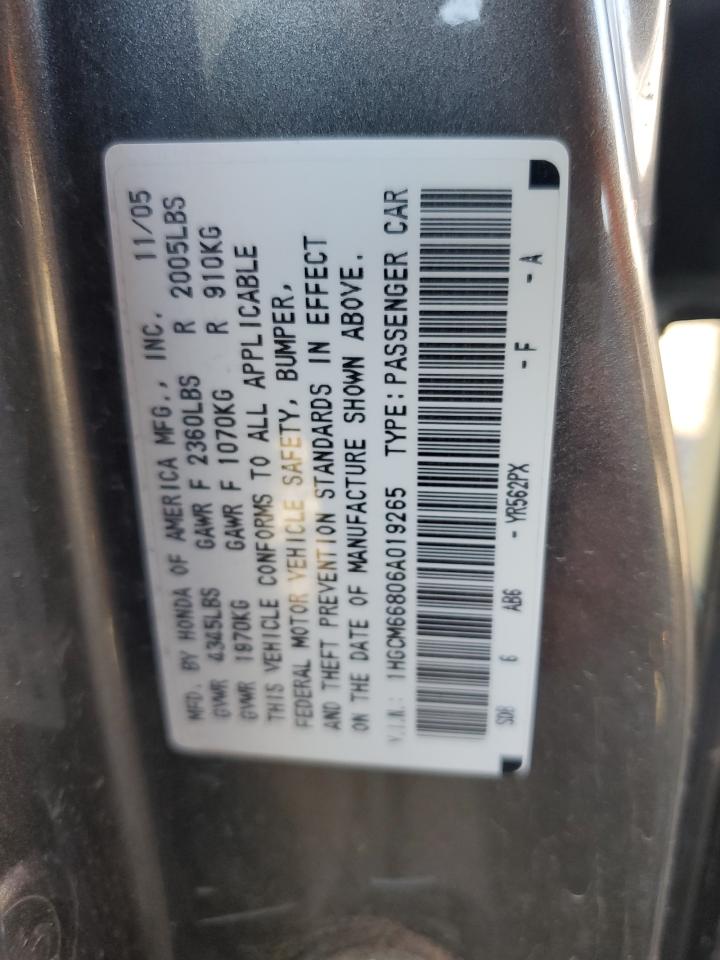 MFD. BY HONDA OF AMERICA MFG., INC. 11/05
GVWR 4345LBS GAWR F 2360LBS R 2005LBS
GVWR 1970KG GAWR F 1070KG R 910KG
THIS VEHICLE CONFORMS TO ALL APPLICABLE
FEDERAL MOTOR VEHICLE SAFETY, BUMPER,
AND THEFT PREVENTION STANDARDS IN EFFECT
ON THE DATE OF MANUFACTURE SHOWN ABOVE.
V.I.N.: 1HGCM66806A019265 TYPE: PASSENGER CAR
SDB 6 AB6 - YR562PX - F - A